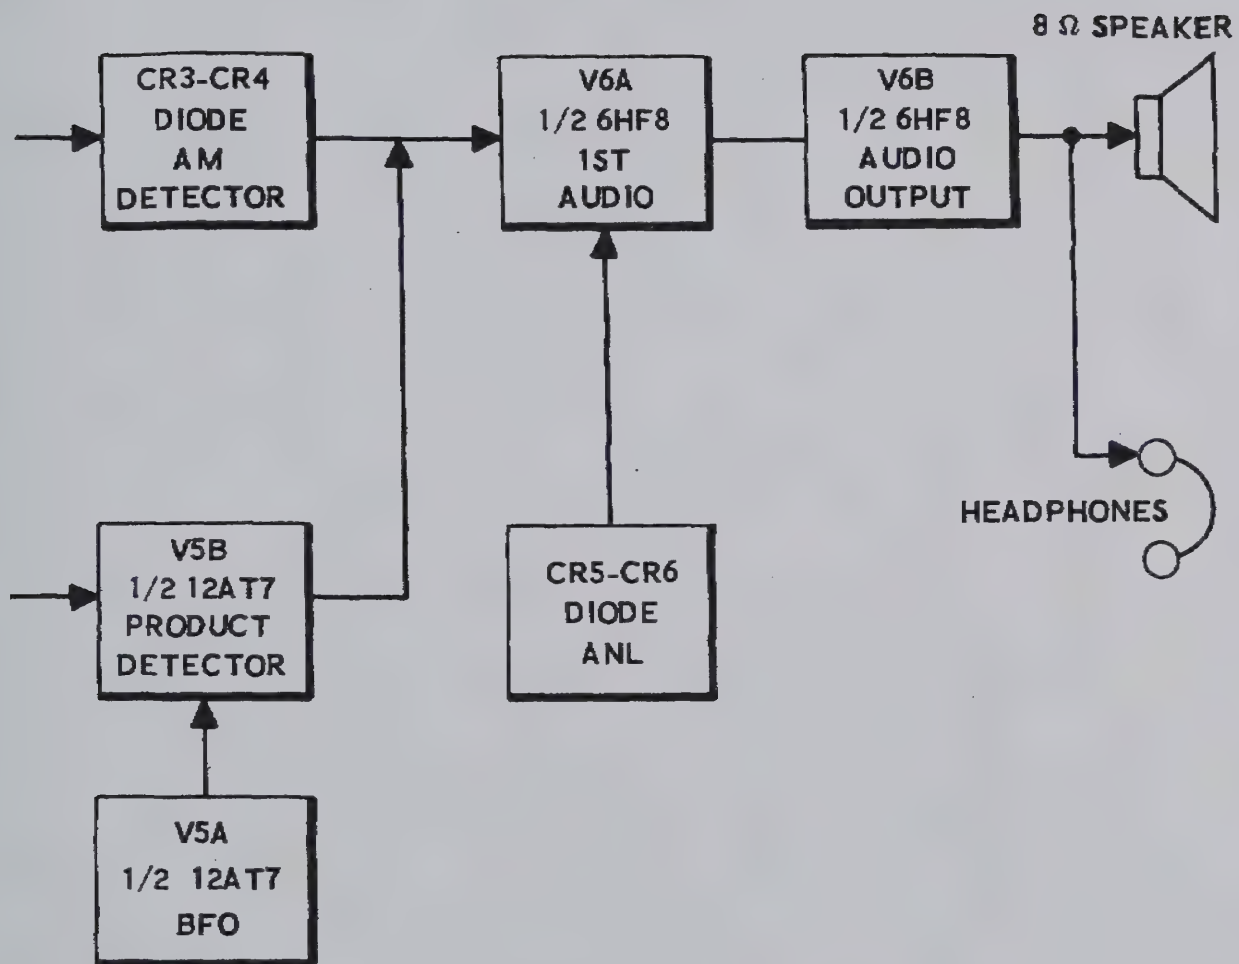 8 Ω SPEAKER
CR3-CR4
DIODE
AM
DETECTOR
V6A
1/2 6HF8
1ST
AUDIO
V6B
1/2 6HF8
AUDIO
OUTPUT
HEADPHONES
V5B
1/2 12AT7
PRODUCT
DETECTOR
CR5-CR6
DIODE
ANL
V5A
1/2 12AT7
BFO